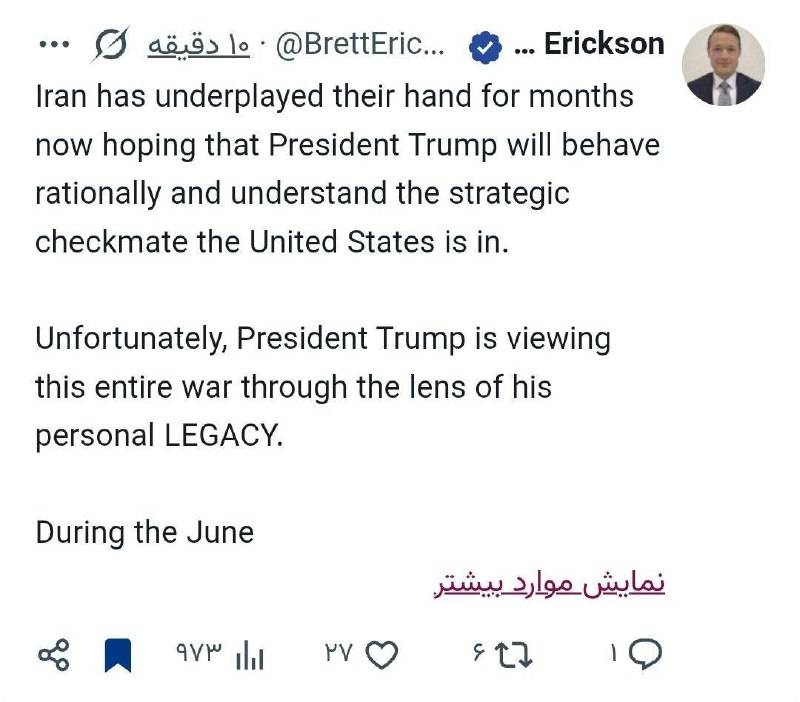 Erickson ... @BrettEric... · ۱۰ دقیقه
Iran has underplayed their hand for months
now hoping that President Trump will behave
rationally and understand the strategic
checkmate the United States is in.
Unfortunately, President Trump is viewing
this entire war through the lens of his
personal LEGACY.
During the June
نمایش موارد بیشتر
۱ ۶ ۲۷ ۹۷۳